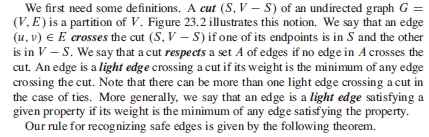 We first need some definitions. A cut (S, V − S) of an undirected graph G =
(V, E) is a partition of V. Figure 23.2 illustrates this notion. We say that an edge
(u, v) ∈ E crosses the cut (S, V − S) if one of its endpoints is in S and the other
is in V − S. We say that a cut respects a set A of edges if no edge in A crosses the
cut. An edge is a light edge crossing a cut if its weight is the minimum of any edge
crossing the cut. Note that there can be more than one light edge crossing a cut in
the case of ties. More generally, we say that an edge is a light edge satisfying a
given property if its weight is the minimum of any edge satisfying the property.
Our rule for recognizing safe edges is given by the following theorem.